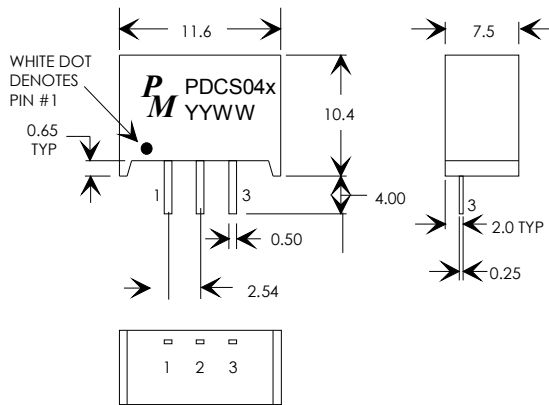 11.6
7.5
WHITE DOT
DENOTES
PIN #1
PM PDCS04x
YYWW
10.4
0.65
TYP
1
3
4.00
3
2.0 TYP
0.50
0.25
2.54
1 2 3